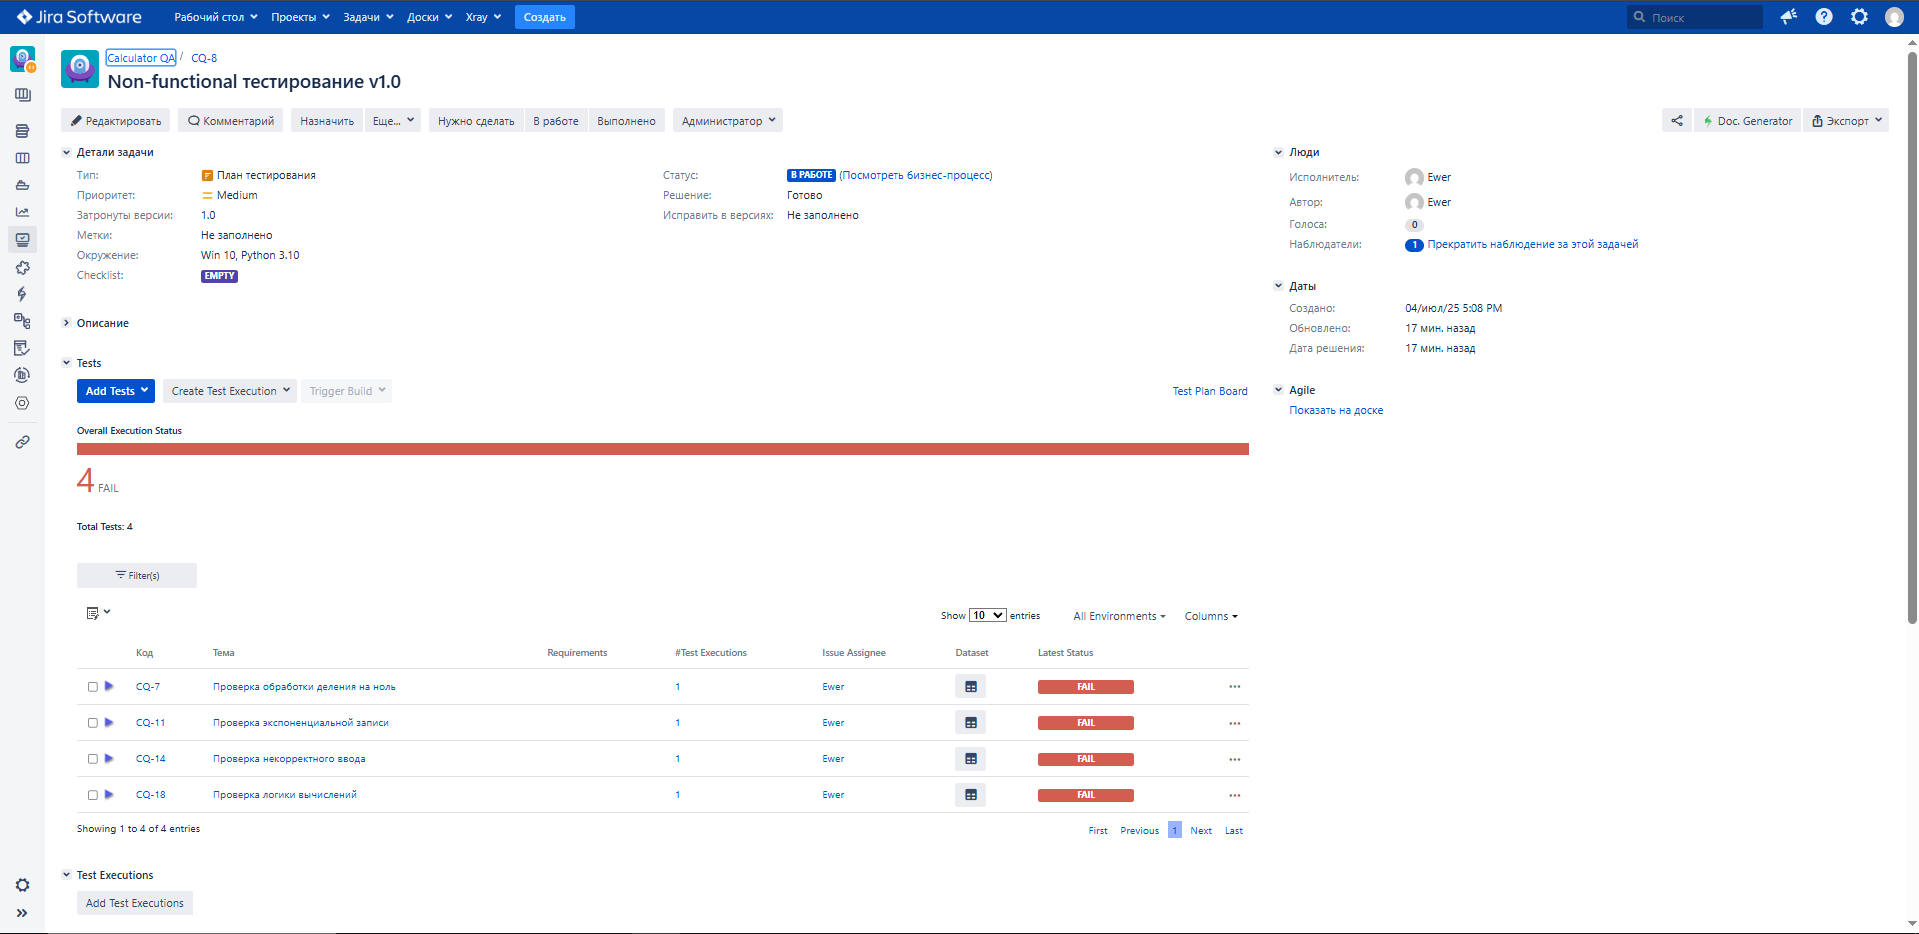 Jira Software Рабочий стол Проекты Задачи Доски Xray Создать Поиск
Calculator QA / CQ-8
Non-functional тестирование v1.0
Редактировать Комментарий Назначить Еще... Нужно сделать В работе Выполнено Администратор Doc. Generator Экспорт
Детали задачи
Тип: План тестирования
Приоритет: Medium
Затронуты версии: 1.0
Метки: Не заполнено
Окружение: Win 10, Python 3.10
Checklist: EMPTY
Статус: В РАБОТЕ (Посмотреть бизнес-процесс)
Решение: Готово
Исправить в версиях: Не заполнено
Описание
Tests
Add Tests Create Test Execution Trigger Build Test Plan Board
Overall Execution Status
4 FAIL
Total Tests: 4
Filter(s)
Show 10 entries All Environments Columns
Код Тема Requirements #Test Executions Issue Assignee Dataset Latest Status
CQ-7 Проверка обработки деления на ноль 1 Ewer FAIL
CQ-11 Проверка экспоненциальной записи 1 Ewer FAIL
CQ-14 Проверка некорректного ввода 1 Ewer FAIL
CQ-18 Проверка логики вычислений 1 Ewer FAIL
Showing 1 to 4 of 4 entries First Previous 1 Next Last
Test Executions
Add Test Executions
Люди
Исполнитель: Ewer
Автор: Ewer
Голоса: 0
Наблюдатели: 1 Прекратить наблюдение за этой задачей
Даты
Создано: 04/июл/25 5:08 PM
Обновлено: 17 мин. назад
Дата решения: 17 мин. назад
Agile
Показать на доске